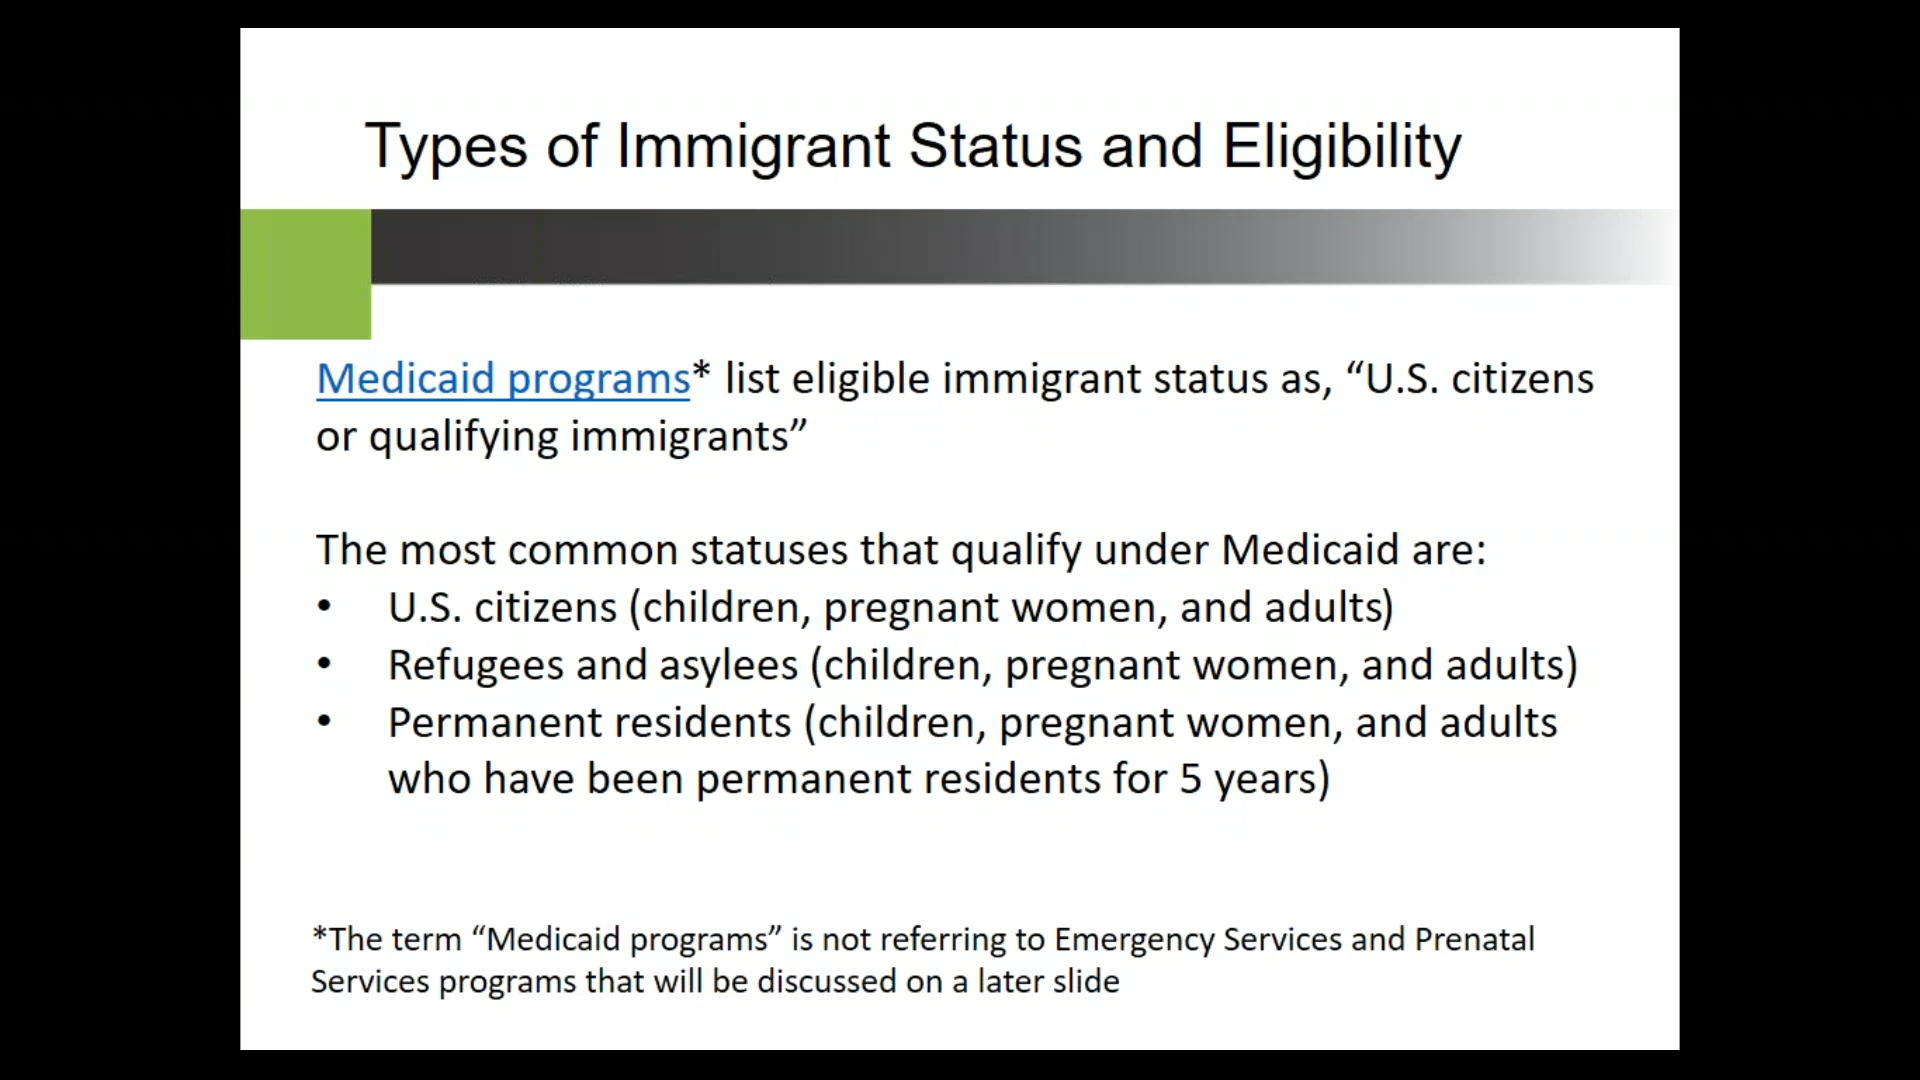 Types of Immigrant Status and Eligibility
Medicaid programs* list eligible immigrant status as, “U.S. citizens
or qualifying immigrants”
The most common statuses that qualify under Medicaid are:
• U.S. citizens (children, pregnant women, and adults)
• Refugees and asylees (children, pregnant women, and adults)
• Permanent residents (children, pregnant women, and adults
who have been permanent residents for 5 years)
*The term “Medicaid programs” is not referring to Emergency Services and Prenatal
Services programs that will be discussed on a later slide